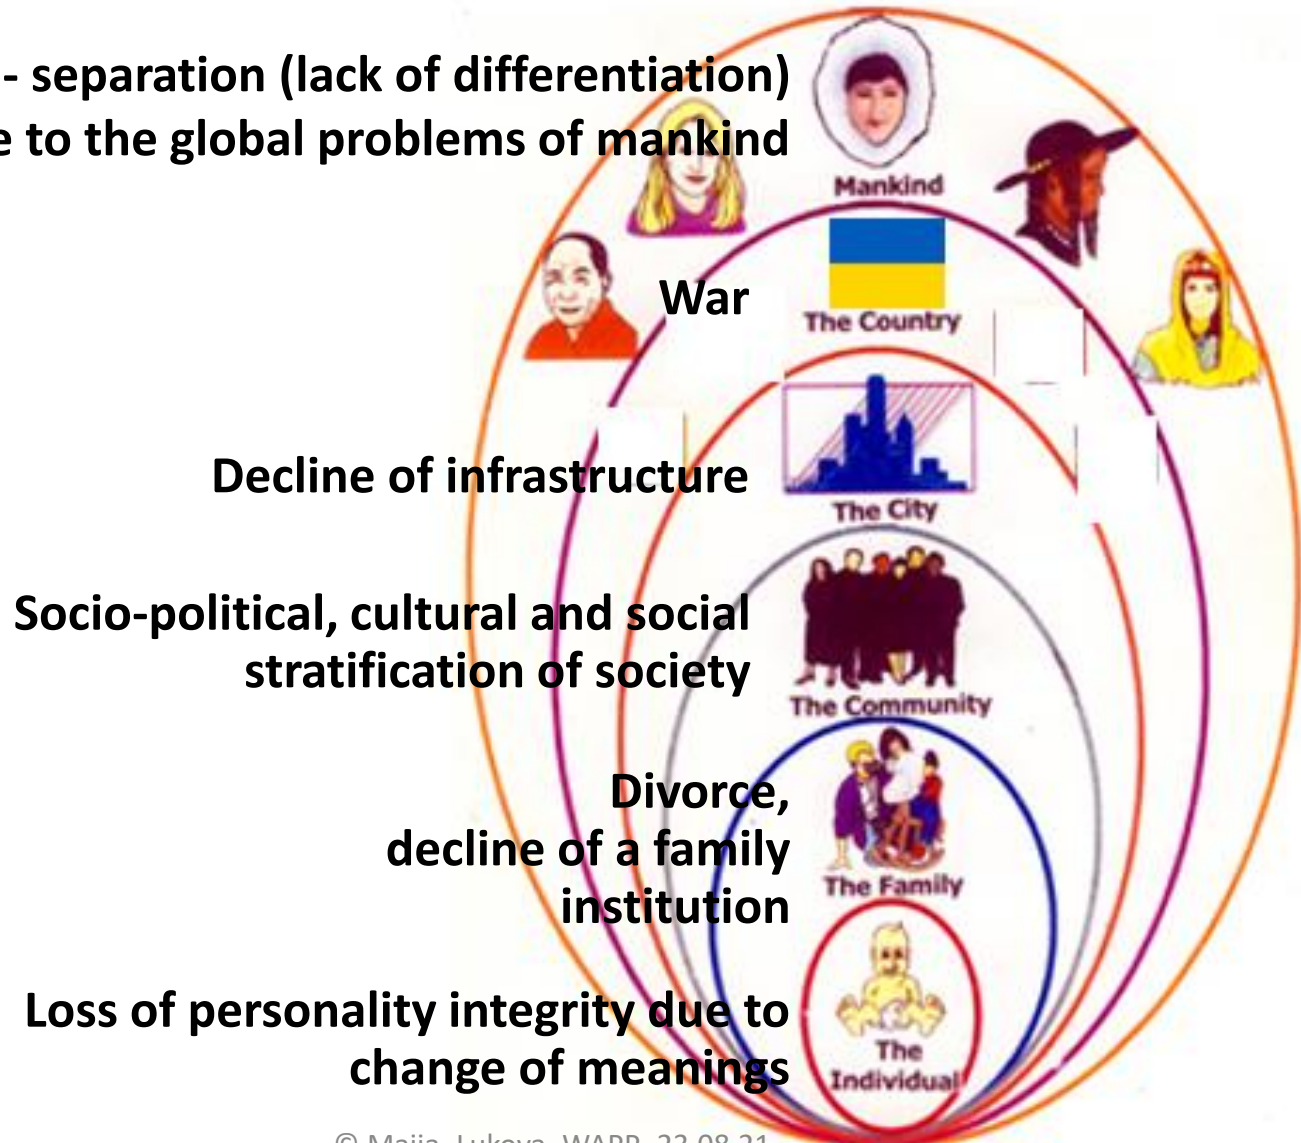 - separation (lack of differentiation)
to the global problems of mankind
Mankind
War
The Country
Decline of infrastructure
The City
Socio-political, cultural and social
stratification of society
The Community
Divorce,
decline of a family
institution
The Family
Loss of personality integrity due to
change of meanings
The
Individual